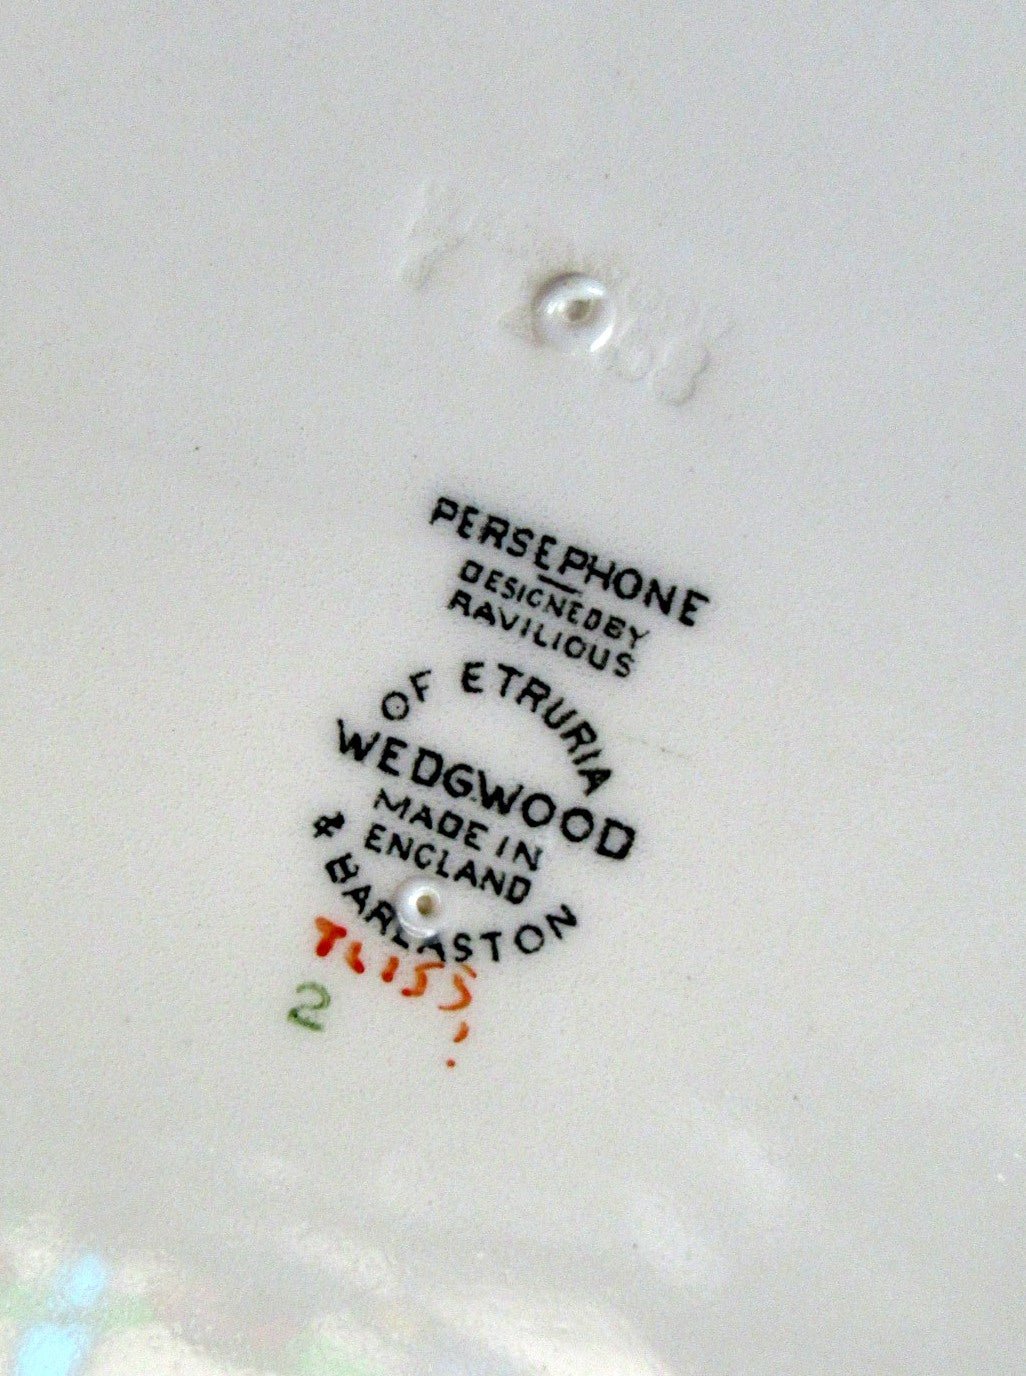 PERSEPHONE
DESIGNED BY
RAVILIOUS
OF ETRURIA
WEDGWOOD
MADE IN
ENGLAND
& BARLASTON
2